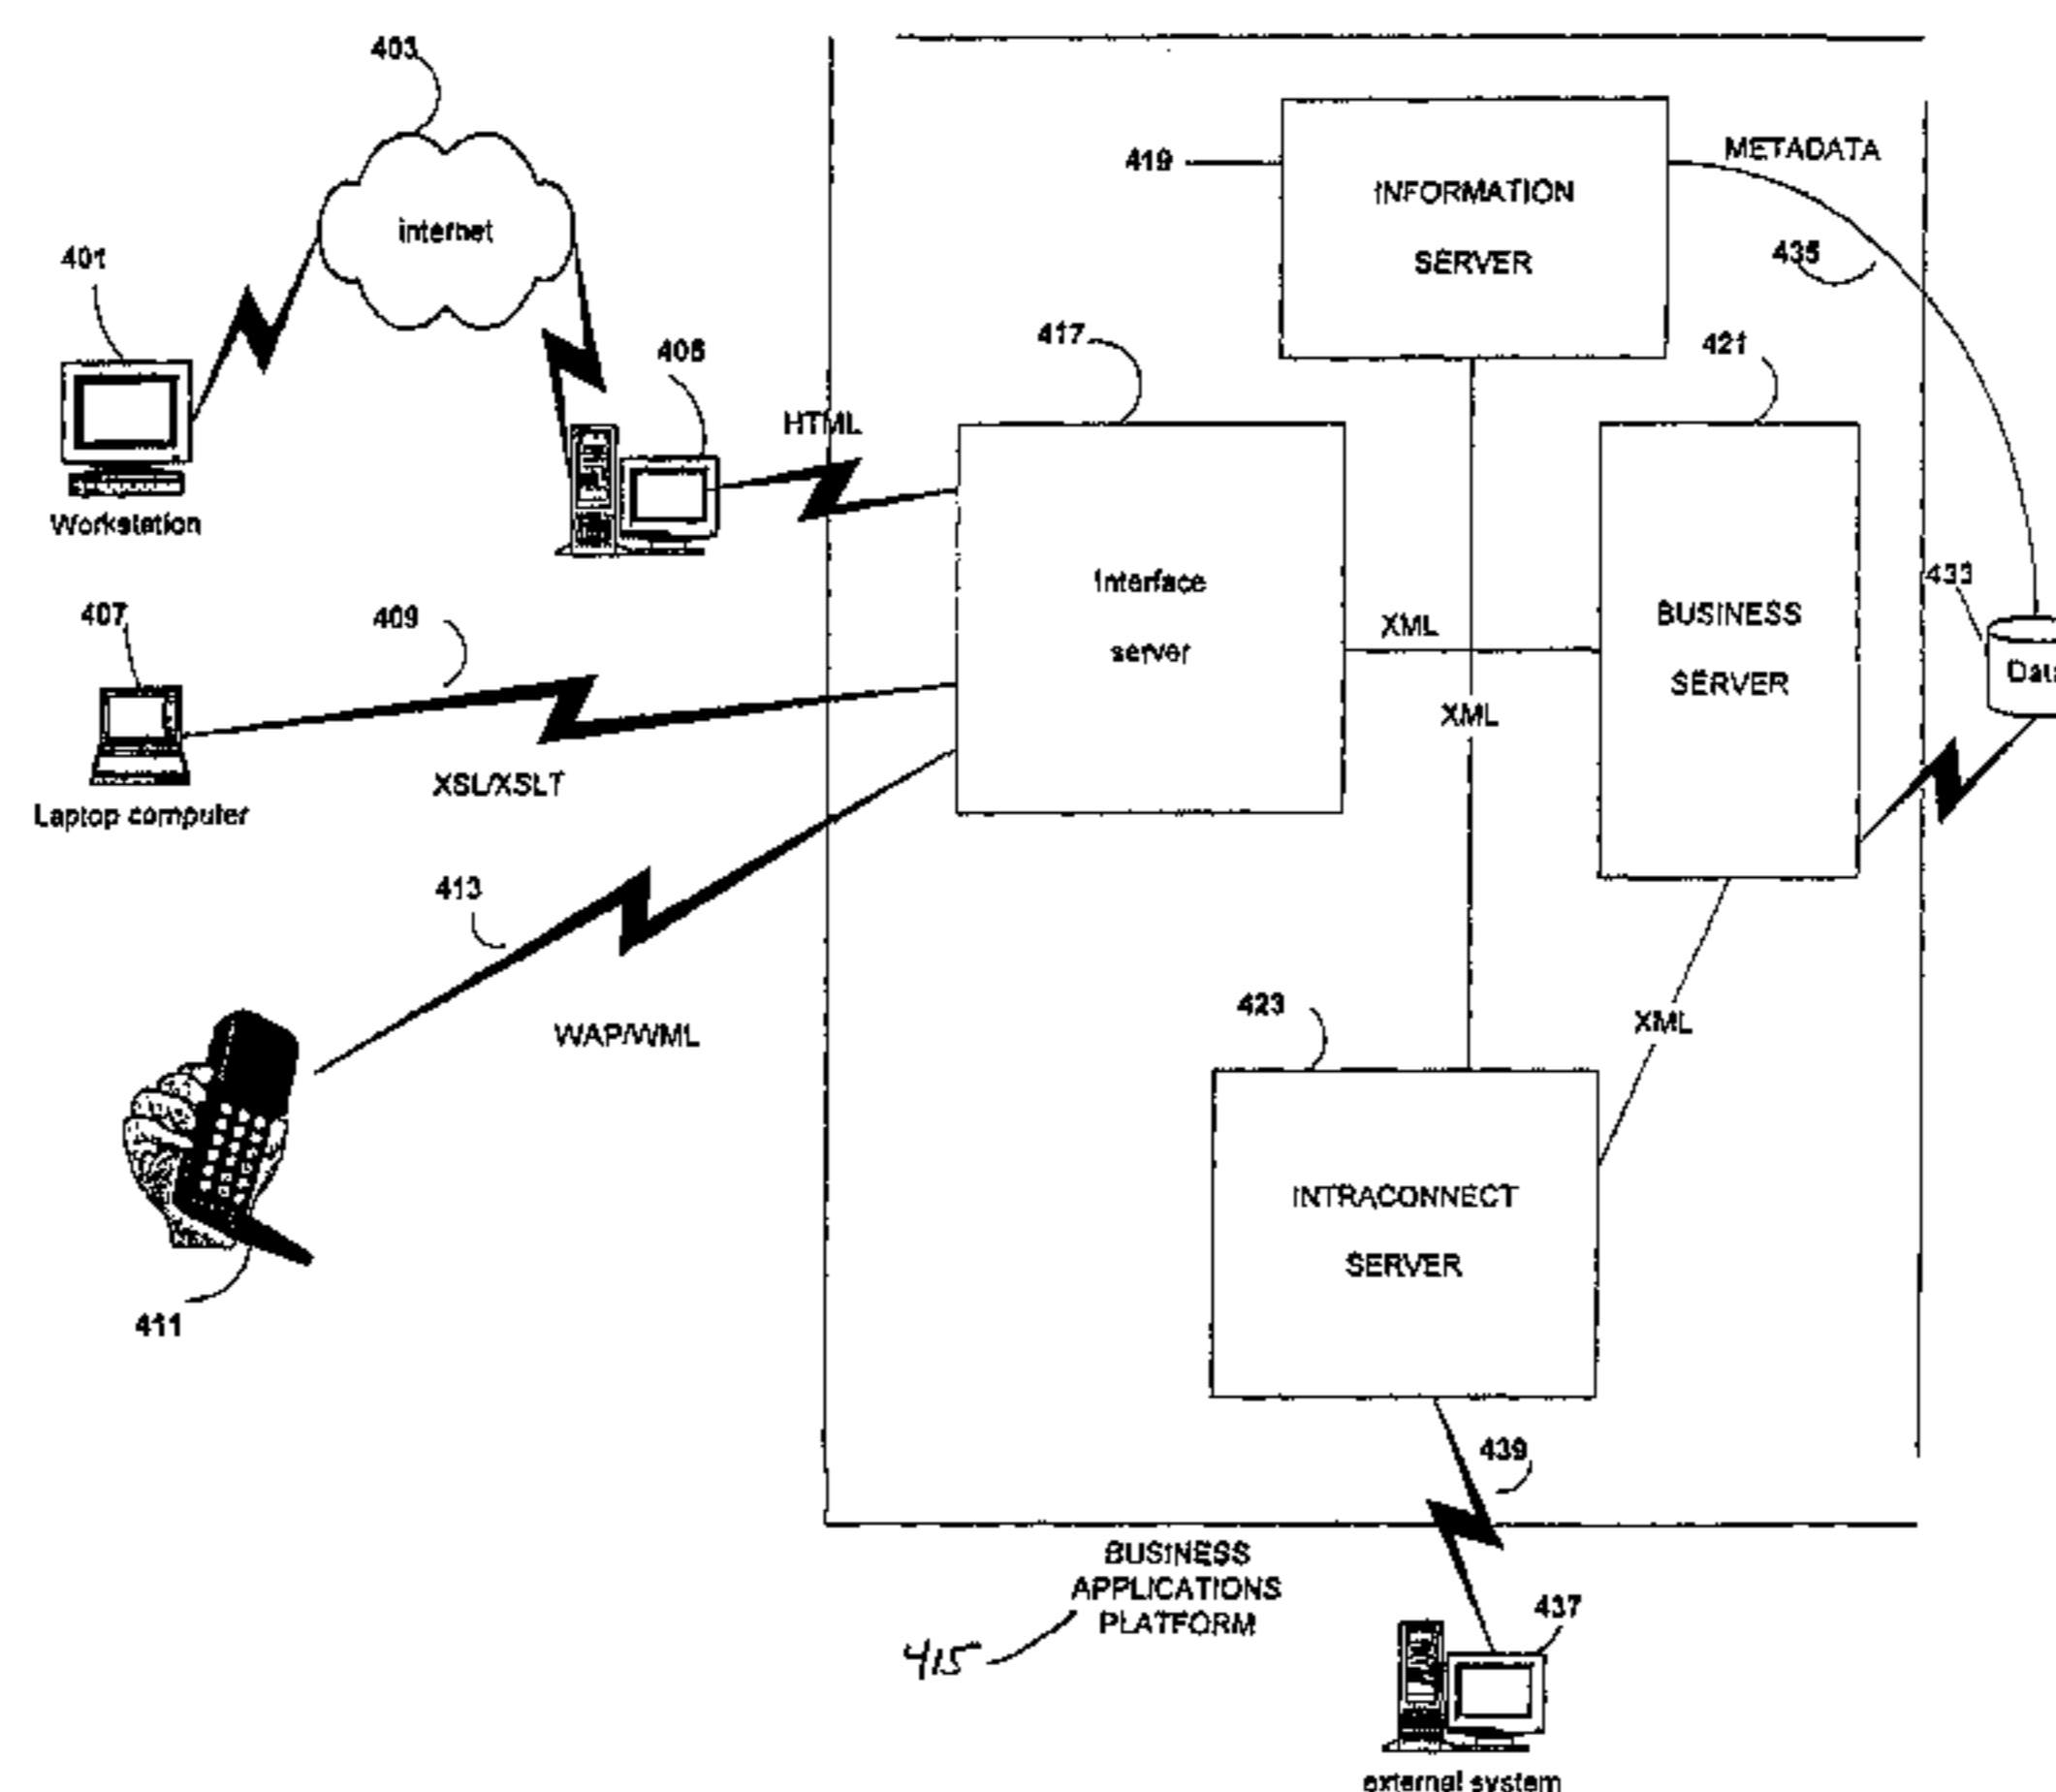 403
internet
401
Workstation
405
HTML
407
409
XSL/XSLT
Laptop computer
413
WAP/WML
411
419
INFORMATION
SERVER
METADATA
435
417
Interface
server
421
BUSINESS
SERVER
433
Data
XML
XML
XML
423
INTRACONNECT
SERVER
439
BUSINESS
APPLICATIONS
PLATFORM
415
437
external system